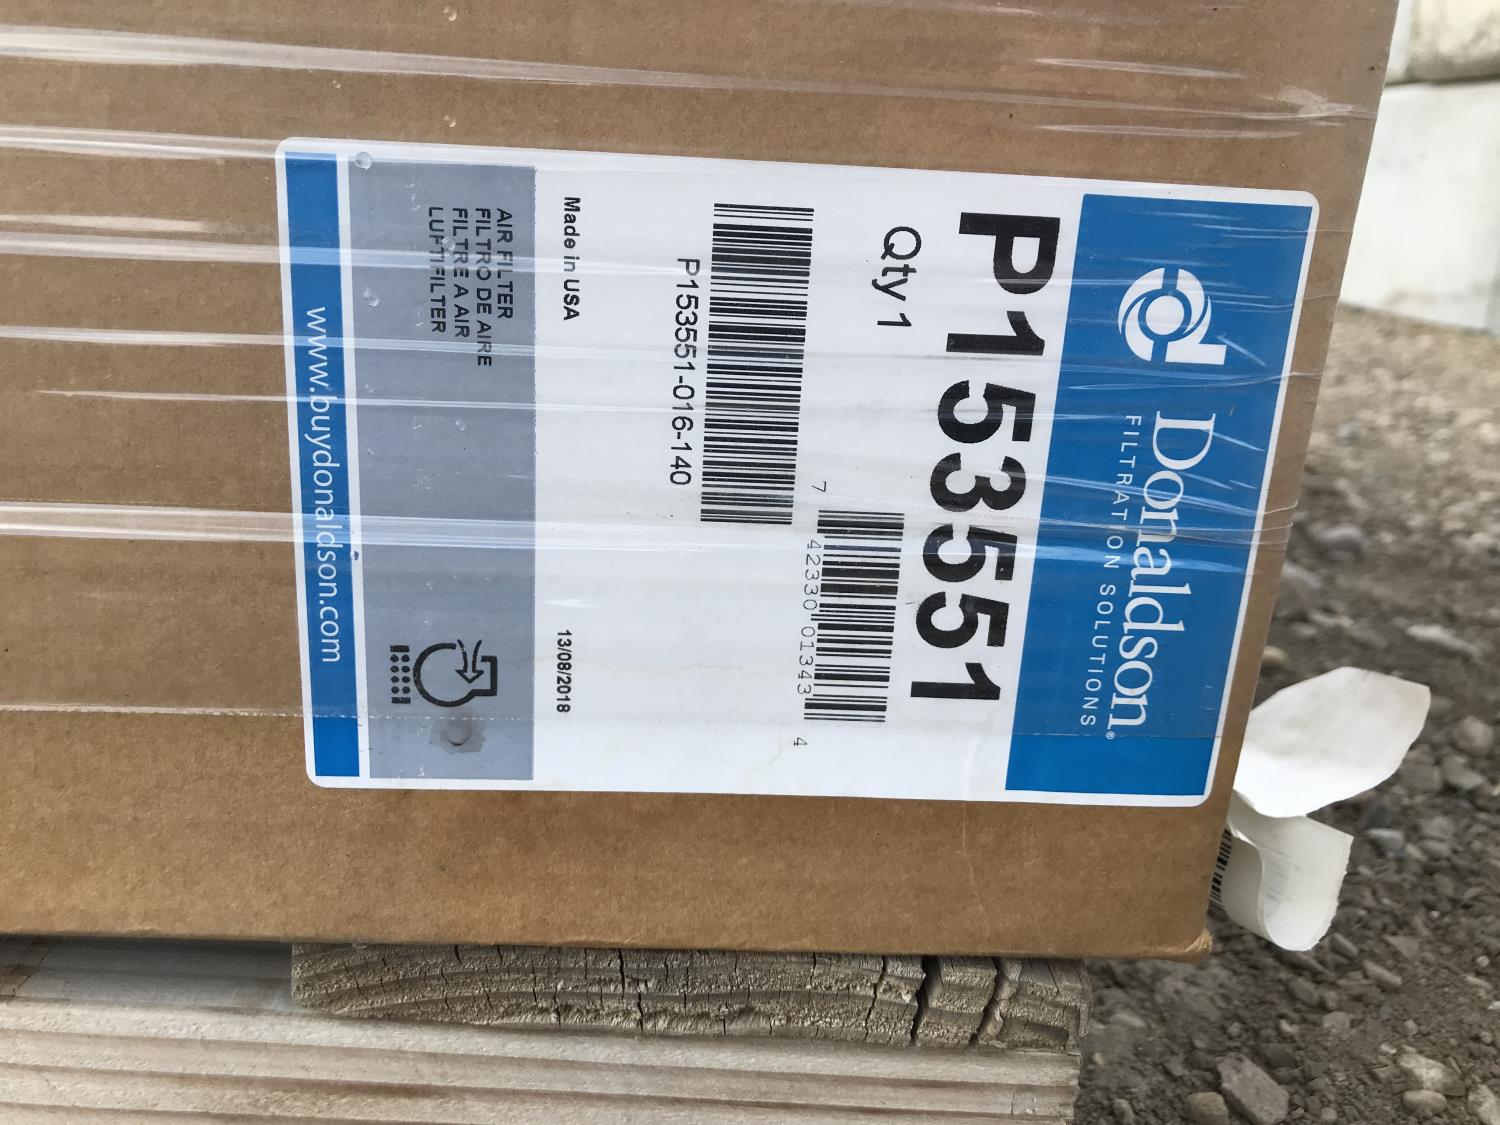 Donaldson®
FILTRATION SOLUTIONS
P153551
Qty 1
7 42330 01343 4
P153551-016-140
Made in USA
13/08/2018
AIR FILTER
FILTRO DE AIRE
FILTRE A AIR
LUFTFILTER
www.buydonaldson.com